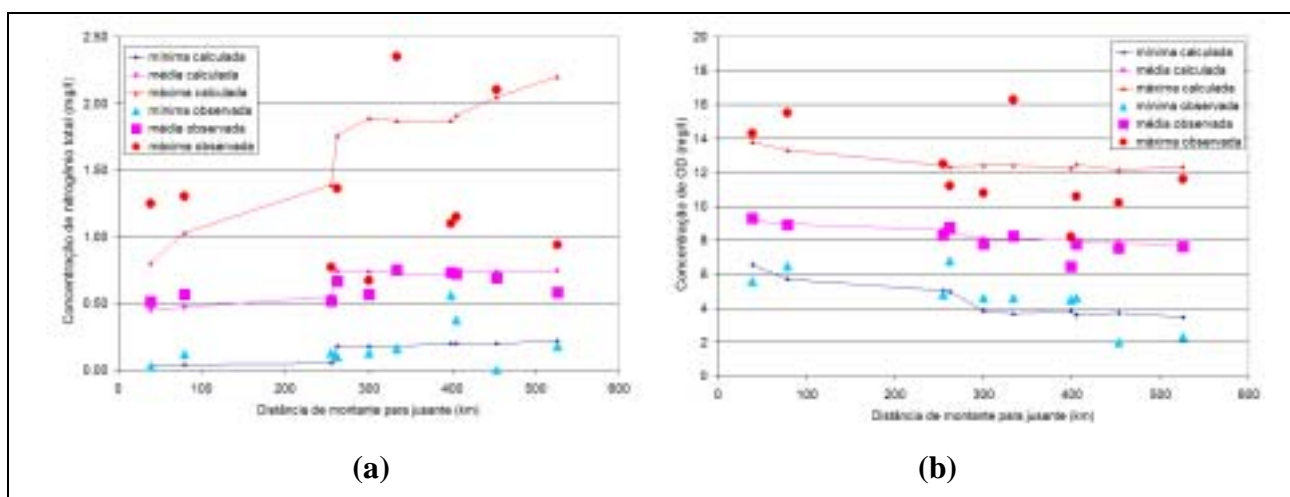 2.50
2.00
1.50
1.00
0.50
0.00
Concentração de nitrogênio total (mg/l)
mínima calculada
média calculada
máxima calculada
mínima observada
média observada
máxima observada
0 100 200 300 400 500 600
Distância de montante para jusante (km)
(a)
20
18
16
14
12
10
8
6
4
2
0
Concentração de OD (mg/l)
mínima calculada
média calculada
máxima calculada
mínima observada
média observada
máxima observada
0 100 200 300 400 500 600
Distância de montante para jusante (km)
(b)